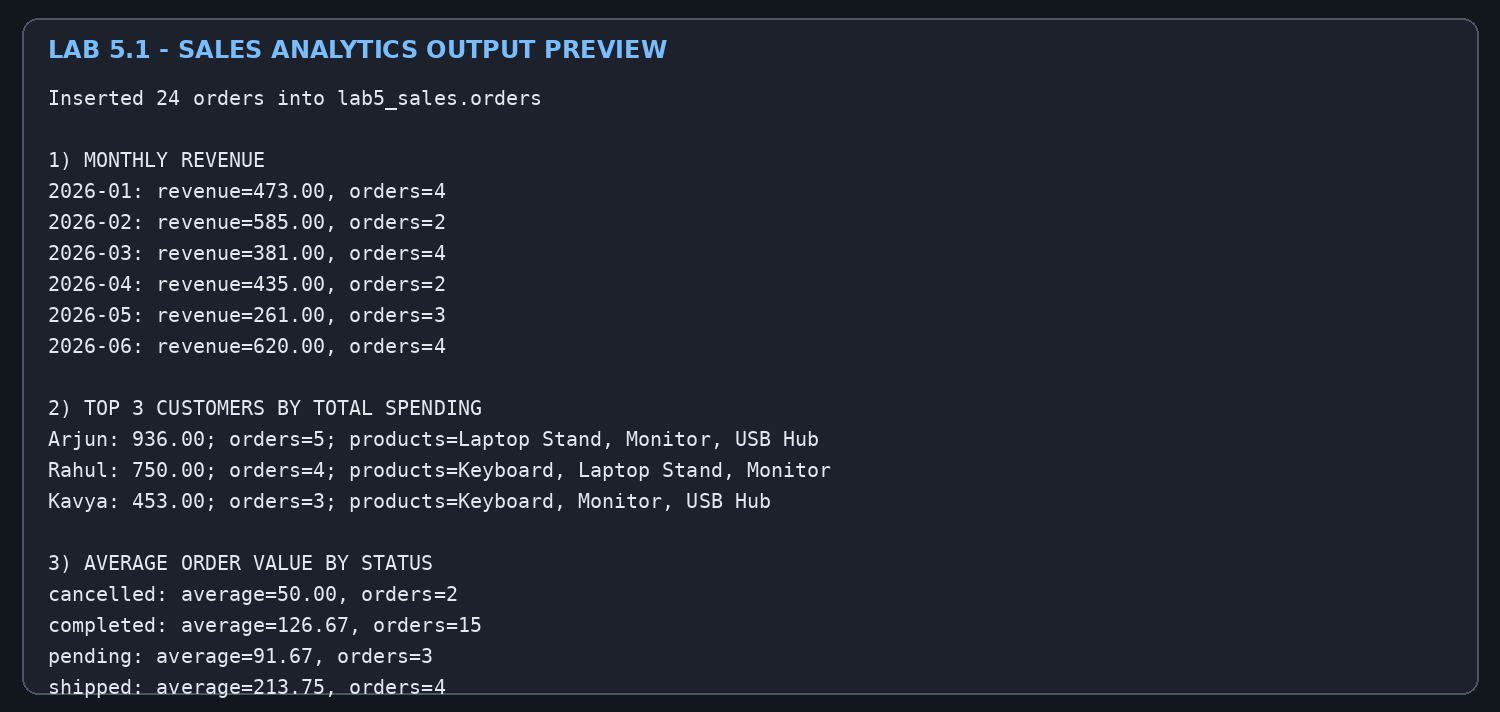 LAB 5.1 - SALES ANALYTICS OUTPUT PREVIEW
Inserted 24 orders into lab5_sales.orders
1) MONTHLY REVENUE
2026-01: revenue=473.00, orders=4
2026-02: revenue=585.00, orders=2
2026-03: revenue=381.00, orders=4
2026-04: revenue=435.00, orders=2
2026-05: revenue=261.00, orders=3
2026-06: revenue=620.00, orders=4
2) TOP 3 CUSTOMERS BY TOTAL SPENDING
Arjun: 936.00; orders=5; products=Laptop Stand, Monitor, USB Hub
Rahul: 750.00; orders=4; products=Keyboard, Laptop Stand, Monitor
Kavya: 453.00; orders=3; products=Keyboard, Monitor, USB Hub
3) AVERAGE ORDER VALUE BY STATUS
cancelled: average=50.00, orders=2
completed: average=126.67, orders=15
pending: average=91.67, orders=3
shipped: average=213.75, orders=4